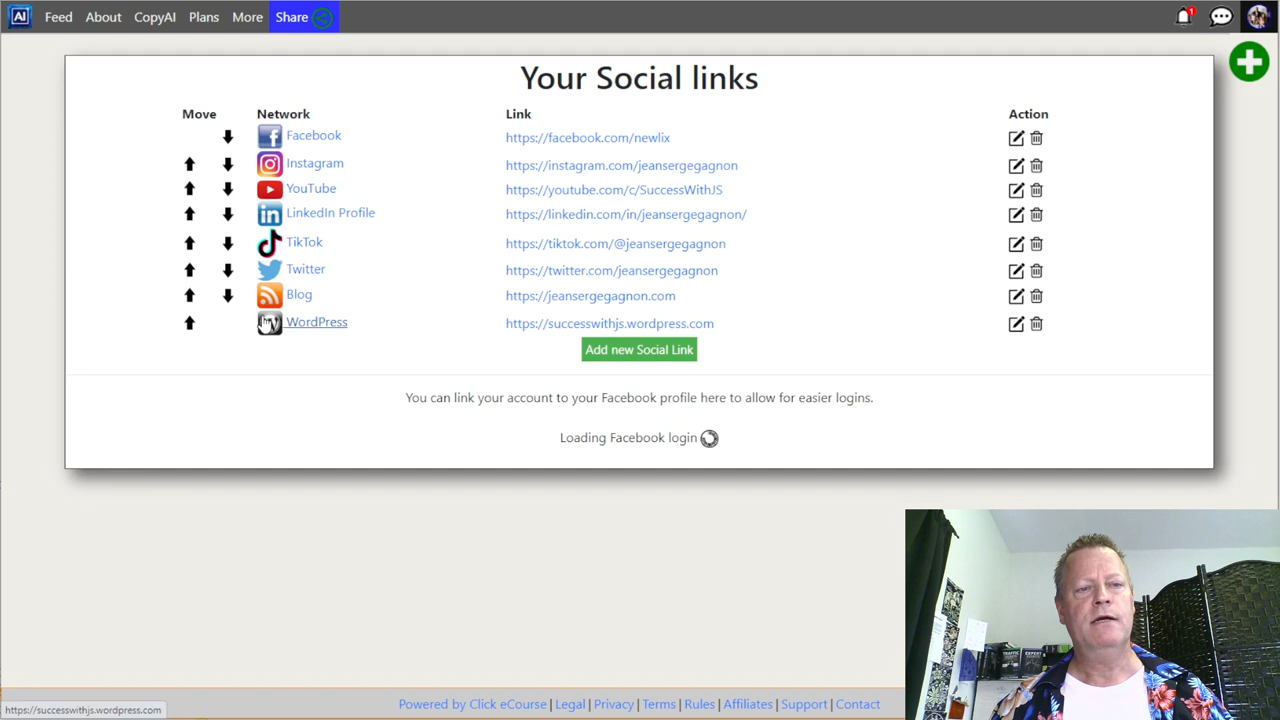 AI Feed About CopyAI Plans More Share 1
Your Social links
Move Network Link Action
Facebook https://facebook.com/newlix
Instagram https://instagram.com/jeansergegagnon
YouTube https://youtube.com/c/SuccessWithJS
LinkedIn Profile https://linkedin.com/in/jeansergegagnon/
TikTok https://tiktok.com/@jeansergegagnon
Twitter https://twitter.com/jeansergegagnon
Blog https://jeansergegagnon.com
WordPress https://successwithjs.wordpress.com
Add new Social Link
You can link your account to your Facebook profile here to allow for easier logins.
Loading Facebook login
TRAFFIC EXPERT
Powered by Click eCourse | Legal | Privacy | Terms | Rules | Affiliates | Support | Contact
https://successwithjs.wordpress.com